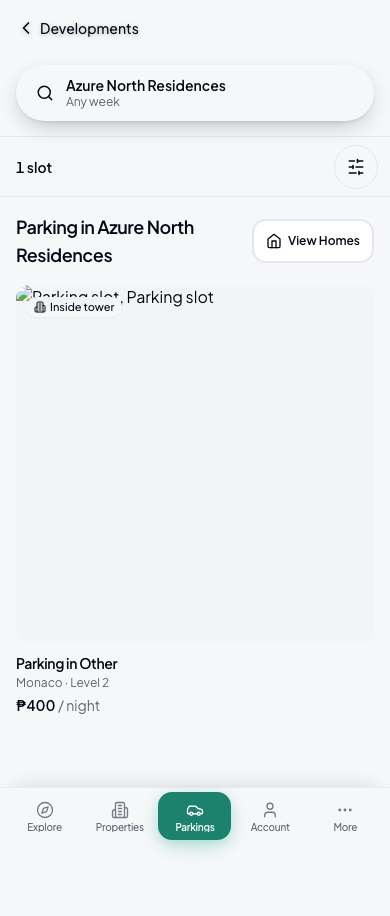 Developments
Azure North Residences
Any week
1 slot
Parking in Azure North
Residences
View Homes
Parking slot, Parking slot
Inside tower
Parking in Other
Monaco · Level 2
₱400 / night
Explore
Properties
Parkings
Account
More